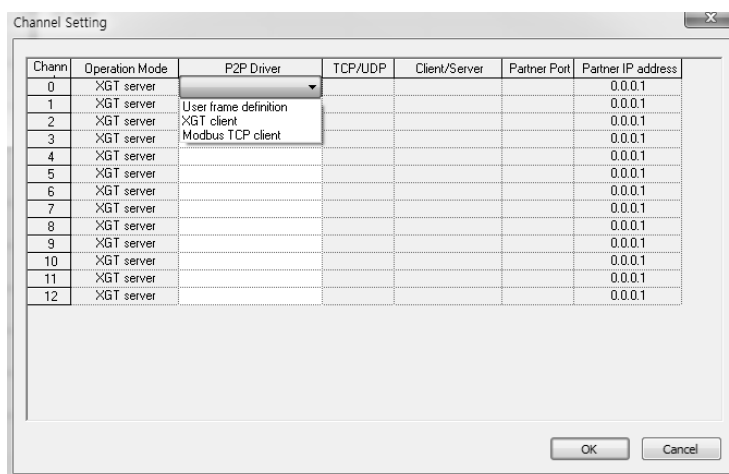 Channel Setting
Chann Operation Mode P2P Driver TCP/UDP Client/Server Partner Port Partner IP address
0 XGT server 0.0.0.1
1 XGT server User frame definition 0.0.0.1
2 XGT server XGT client 0.0.0.1
3 XGT server Modbus TCP client 0.0.0.1
4 XGT server 0.0.0.1
5 XGT server 0.0.0.1
6 XGT server 0.0.0.1
7 XGT server 0.0.0.1
8 XGT server 0.0.0.1
9 XGT server 0.0.0.1
10 XGT server 0.0.0.1
11 XGT server 0.0.0.1
12 XGT server 0.0.0.1
OK Cancel